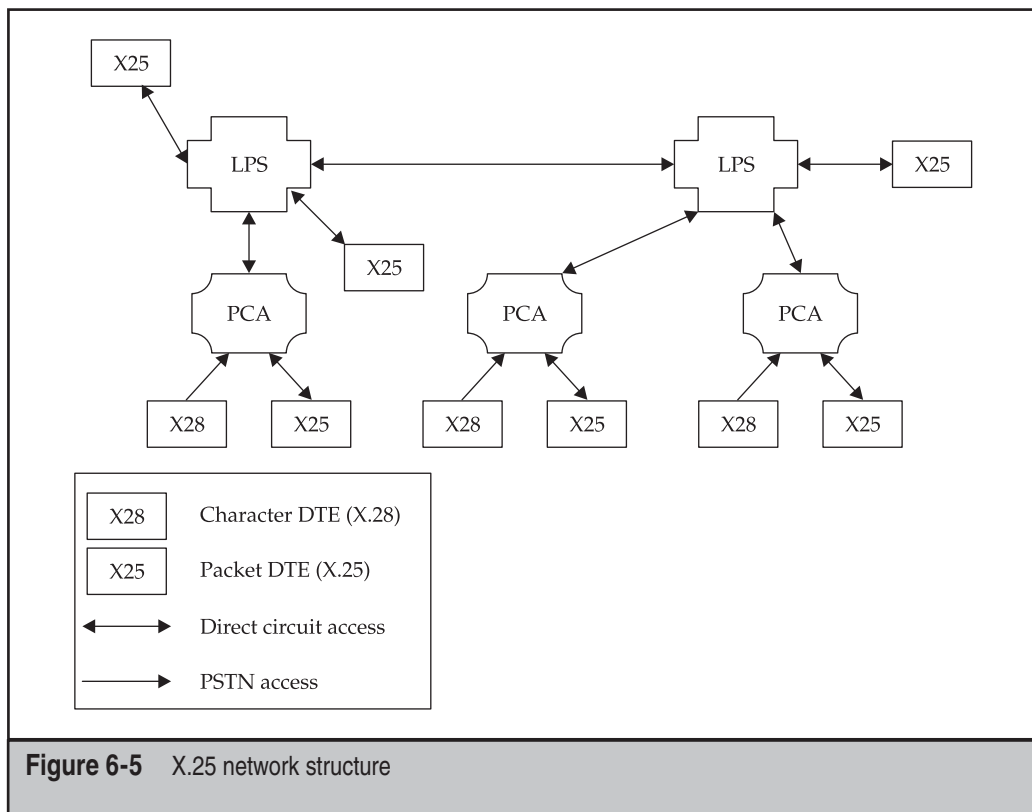 X25
LPS
LPS
X25
X25
PCA
PCA
PCA
X28
X25
X28
X25
X28
X25
X28 Character DTE (X.28)
X25 Packet DTE (X.25)
Direct circuit access
PSTN access
Figure 6-5 X.25 network structure